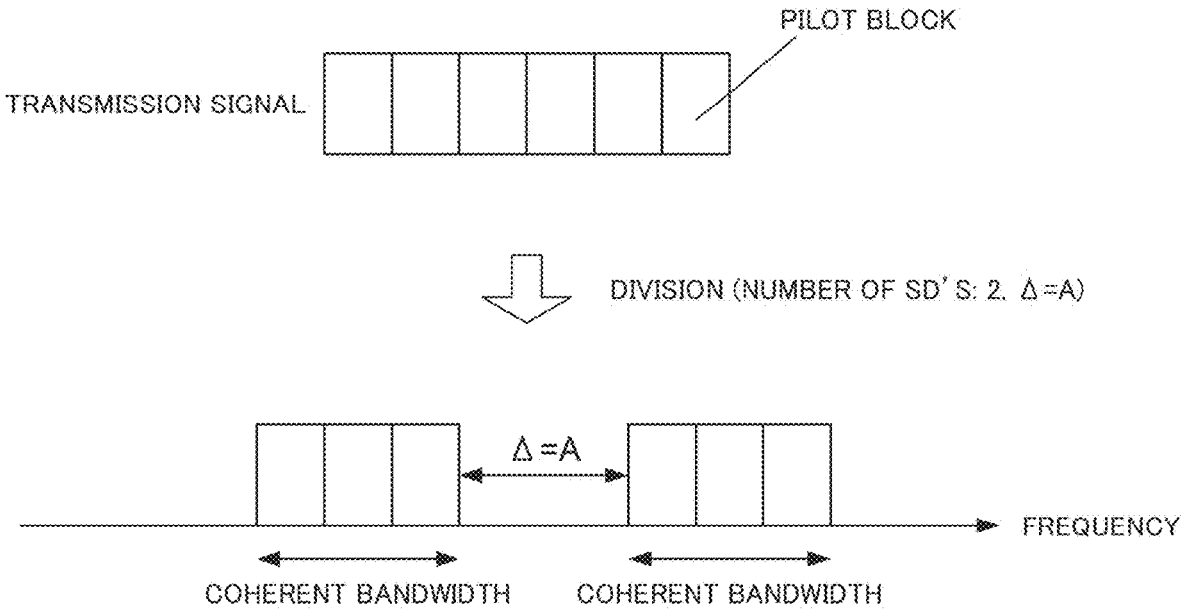 PILOT BLOCK
TRANSMISSION SIGNAL
DIVISION (NUMBER OF SD'S: 2, Δ=A)
Δ=A
FREQUENCY
COHERENT BANDWIDTH
COHERENT BANDWIDTH